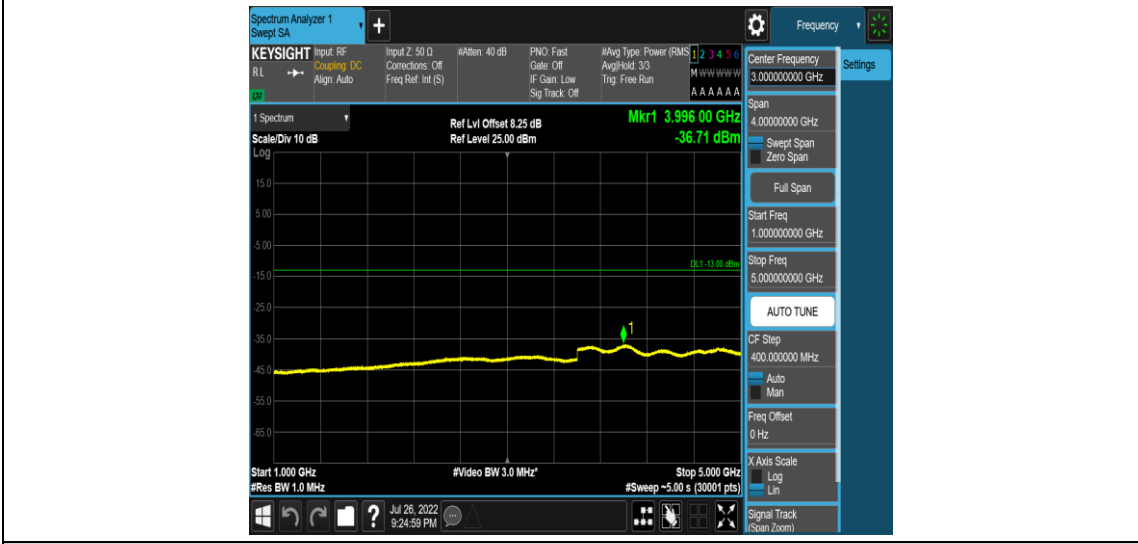 Spectrum Analyzer 1
Swept SA
Frequency
KEYSIGHT
RL
Input: RF
Coupling: DC
Align: Auto
Input Z: 50 Ω
Corrections: Off
Freq Ref: Int (S)
#Atten: 40 dB
PNO: Fast
Gate: Off
IF Gain: Low
Sig Track: Off
#Avg Type: Power (RMS
Avg|Hold: 3/3
Trig: Free Run
1 2 3 4 5 6
M W W W W W
A A A A A A
1 Spectrum
Scale/Div 10 dB
Log
Ref Lvl Offset 8.25 dB
Ref Level 25.00 dBm
Mkr1 3.996 00 GHz
-36.71 dBm
15.0
5.00
-5.00
-15.0
-25.0
-35.0
-45.0
-55.0
-65.0
DL1 -13.00 dBm
1
Start 1.000 GHz
#Res BW 1.0 MHz
#Video BW 3.0 MHz*
Stop 5.000 GHz
#Sweep ~5.00 s (30001 pts)
Jul 26, 2022
9:24:59 PM
Center Frequency
3.000000000 GHz
Settings
Span
4.00000000 GHz
Swept Span
Zero Span
Full Span
Start Freq
1.000000000 GHz
Stop Freq
5.000000000 GHz
AUTO TUNE
CF Step
400.000000 MHz
Auto
Man
Freq Offset
0 Hz
X Axis Scale
Log
Lin
Signal Track
(Span Zoom)